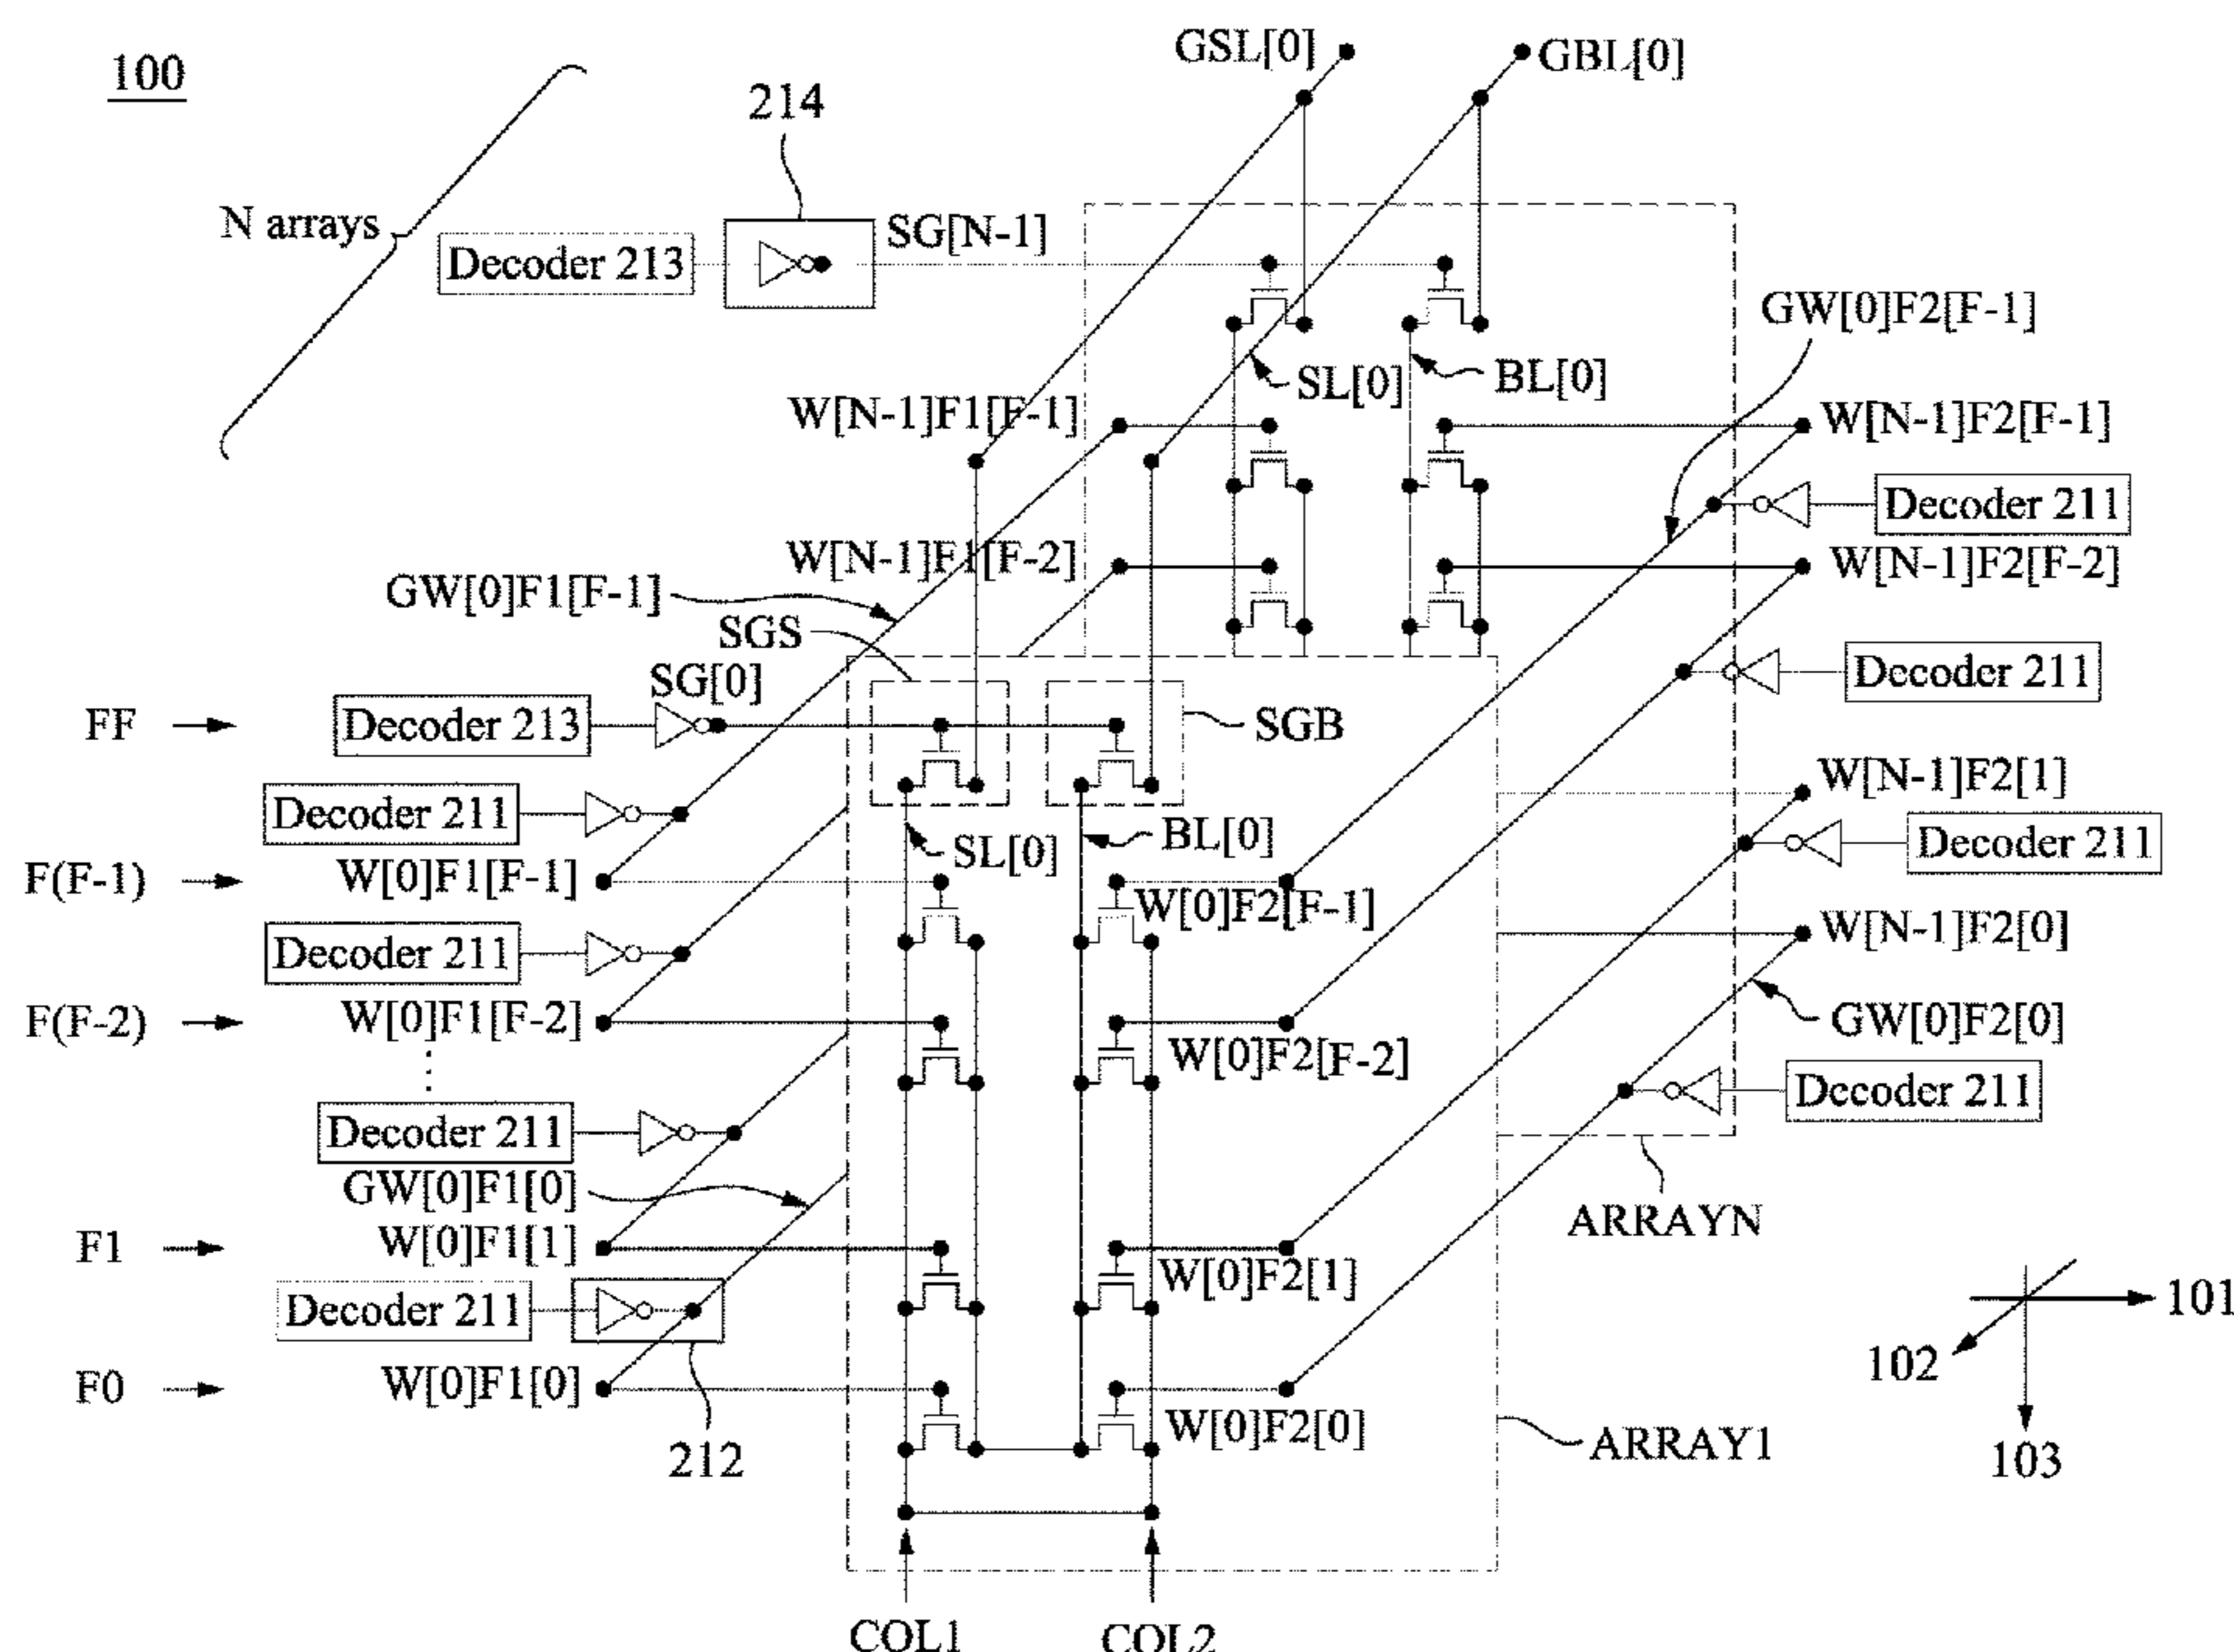 100
GSL[0]
GBL[0]
214
N arrays
Decoder 213
SG[N-1]
GW[0]F2[F-1]
SL[0]
BL[0]
W[N-1]F1[F-1]
W[N-1]F2[F-1]
Decoder 211
W[N-1]F1[F-2]
W[N-1]F2[F-2]
GW[0]F1[F-1]
SGS
SG[0]
Decoder 211
FF
Decoder 213
SGB
W[N-1]F2[1]
Decoder 211
Decoder 211
BL[0]
SL[0]
F(F-1)
W[0]F1[F-1]
W[0]F2[F-1]
W[N-1]F2[0]
Decoder 211
F(F-2)
W[0]F1[F-2]
W[0]F2[F-2]
GW[0]F2[0]
Decoder 211
Decoder 211
GW[0]F1[0]
ARRAYN
F1
W[0]F1[1]
W[0]F2[1]
Decoder 211
101
102
F0
W[0]F1[0]
W[0]F2[0]
212
ARRAY1
103
COL1
COL2